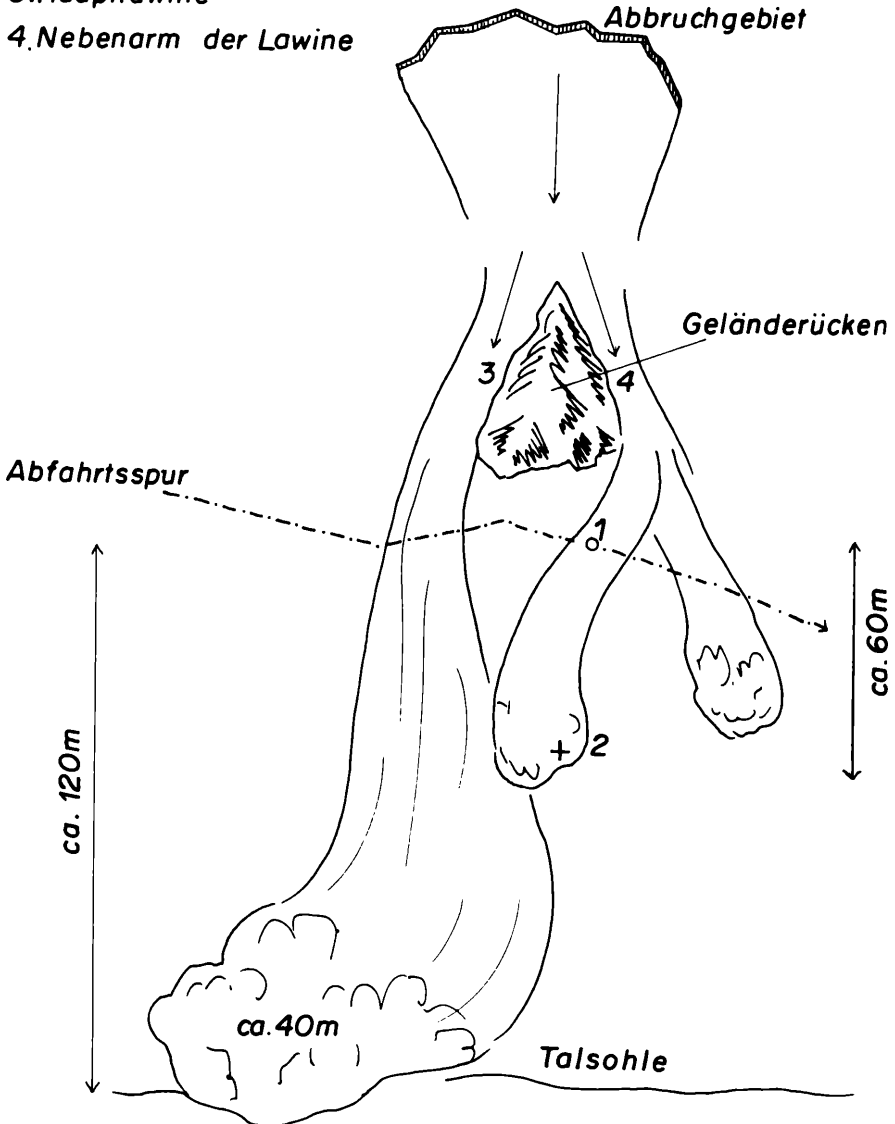 4. Nebenarm der Lawine
Abbruchgebiet
Geländerücken
3
4
Abfahrtsspur
1
ca. 60m
2
ca. 120m
ca. 40m
Talsohle